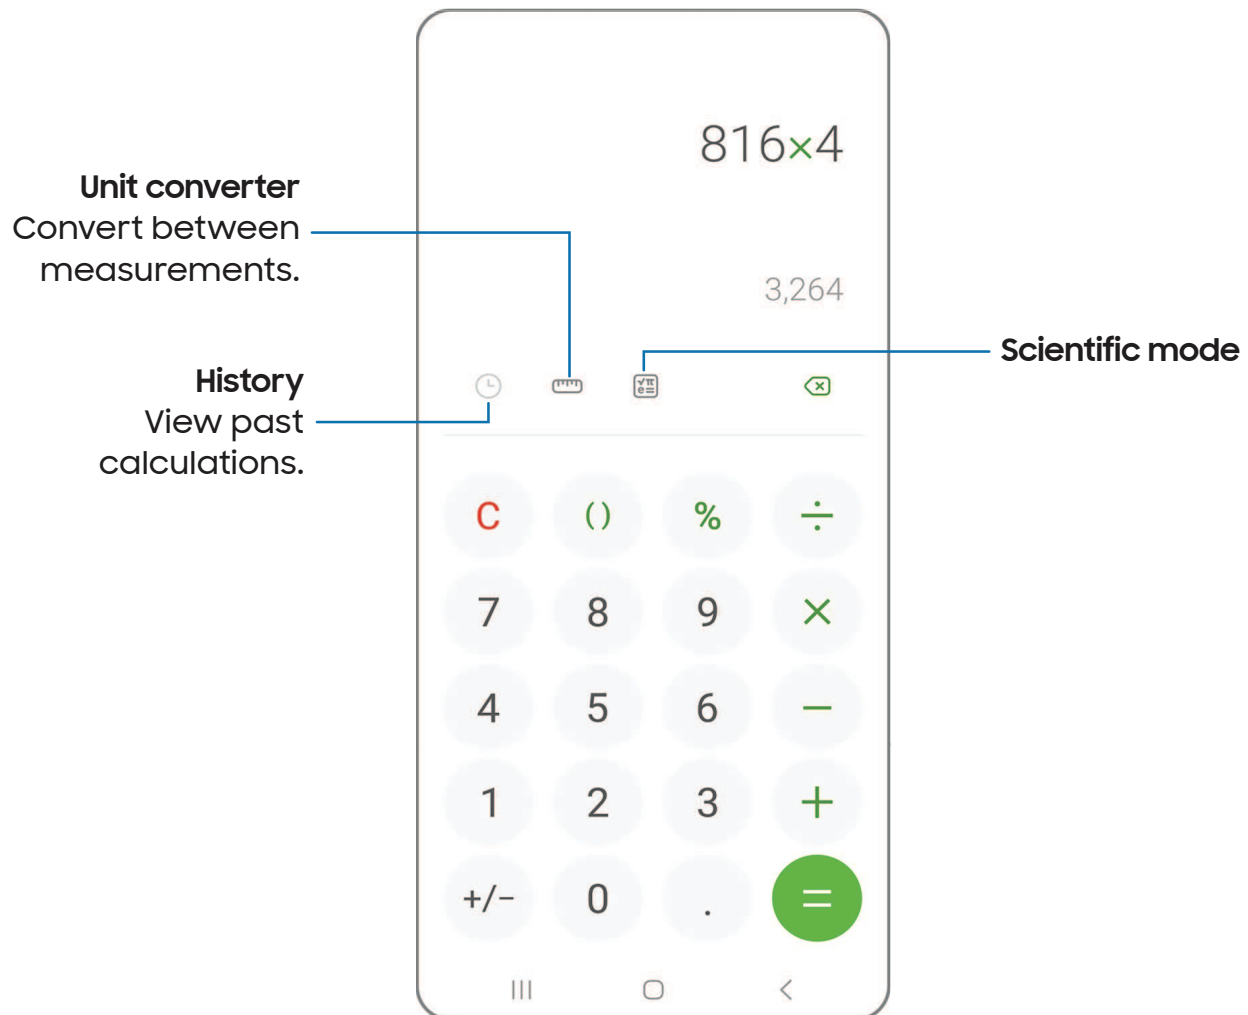 816×4
Unit converter
Convert between
measurements.
3,264
Scientific mode
History
View past
calculations.
√π
e=
C () % ÷
7 8 9 ×
4 5 6 −
1 2 3 +
+/− 0 . =